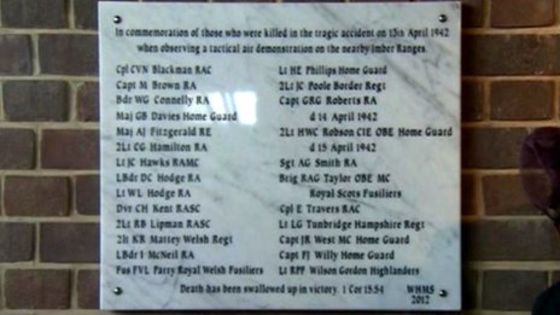 In commemoration of those who were killed in the tragic accident on 13th April 1942
when observing a tactical air demonstration on the nearby Imber Ranges.
Cpl CVN Blackman RAC
Capt M Brown RA
Bdr WG Connelly RA
Maj GB Davies Home Guard
Maj AJ Fitzgerald RE
2Lt CG Hamilton RA
Lt JC Hawks RAMC
LBdr DC Hodge RA
Lt WL Hodge RA
Dvr CH Kent RASC
2Lt RB Lipman RASC
2lt KR Mattey Welsh Regt
LBdr I McNeil RA
Fus FVL Parry Royal Welsh Fusiliers
Lt HE Phillips Home Guard
2Lt JC Poole Border Regt
Capt GRG Roberts RA
d 14 April 1942
2Lt HWC Robson CIE OBE Home Guard
d 15 April 1942
Sgt AG Smith RA
Brig RAG Taylor OBE MC
Royal Scots Fusiliers
Cpl E Travers RAC
Lt LG Tunbridge Hampshire Regt
Capt JR West MC Home Guard
Capt FJ Willy Home Guard
Lt RPF Wilson Gordon Highlanders
Death has been swallowed up in victory. 1 Cor 15:54
WHMS
2012